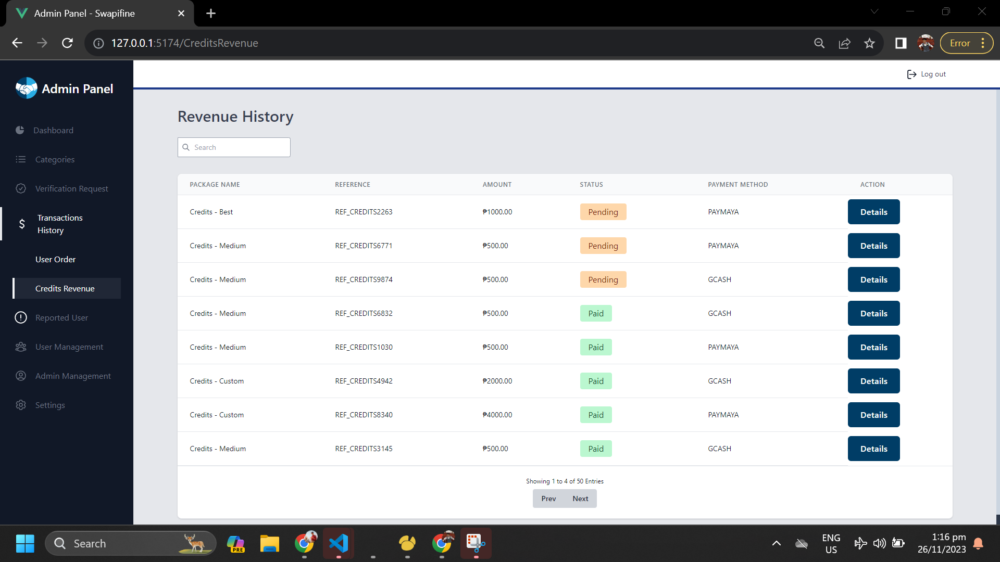 Admin Panel - Swapifine
127.0.0.1:5174/CreditsRevenue
Error
Admin Panel
Log out
Dashboard
Categories
Verification Request
Transactions
History
User Order
Credits Revenue
Reported User
User Management
Admin Management
Settings
Revenue History
Search
PACKAGE NAME REFERENCE AMOUNT STATUS PAYMENT METHOD ACTION
Credits - Best REF_CREDITS2263 ₱1000.00 Pending PAYMAYA Details
Credits - Medium REF_CREDITS6771 ₱500.00 Pending PAYMAYA Details
Credits - Medium REF_CREDITS9874 ₱500.00 Pending GCASH Details
Credits - Medium REF_CREDITS6832 ₱500.00 Paid GCASH Details
Credits - Medium REF_CREDITS1030 ₱500.00 Paid PAYMAYA Details
Credits - Custom REF_CREDITS4942 ₱2000.00 Paid GCASH Details
Credits - Custom REF_CREDITS8340 ₱4000.00 Paid PAYMAYA Details
Credits - Medium REF_CREDITS3145 ₱500.00 Paid GCASH Details
Showing 1 to 4 of 50 Entries
Prev Next
Search
PRE
ENG
US
1:16 pm
26/11/2023